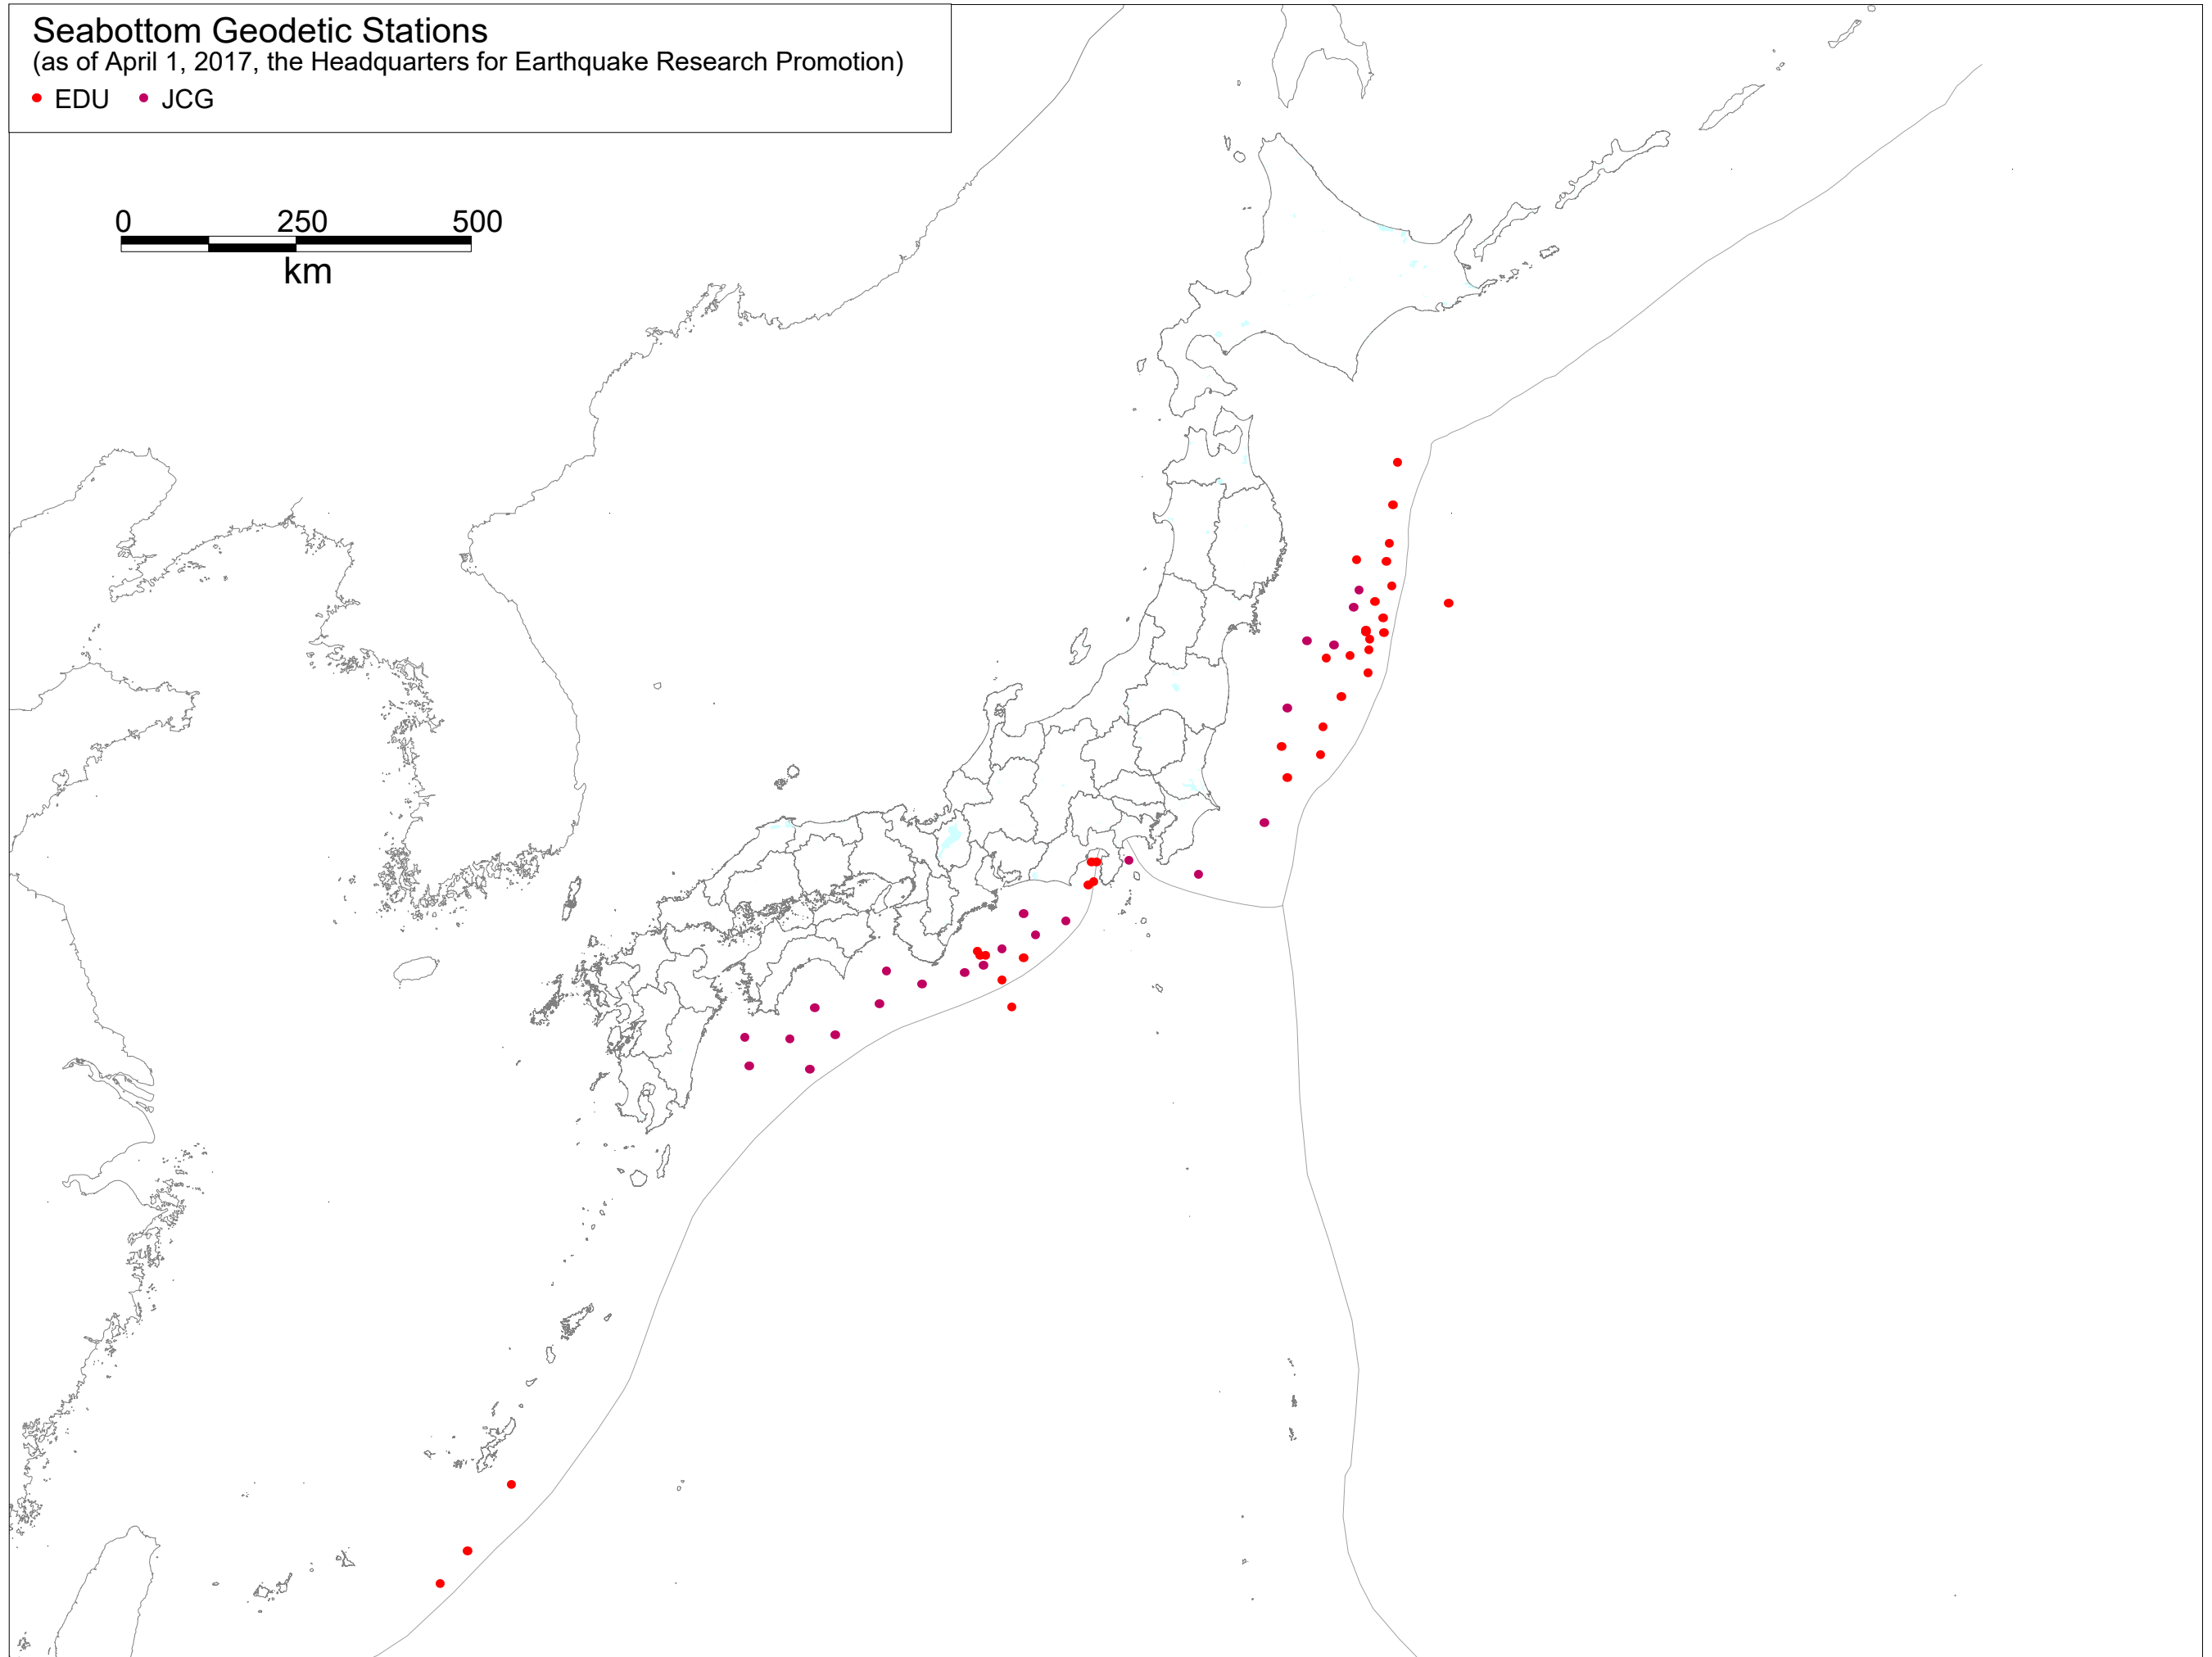 Seabottom Geodetic Stations
(as of April 1, 2017, the Headquarters for Earthquake Research Promotion)
EDU JCG
0 250 500
km